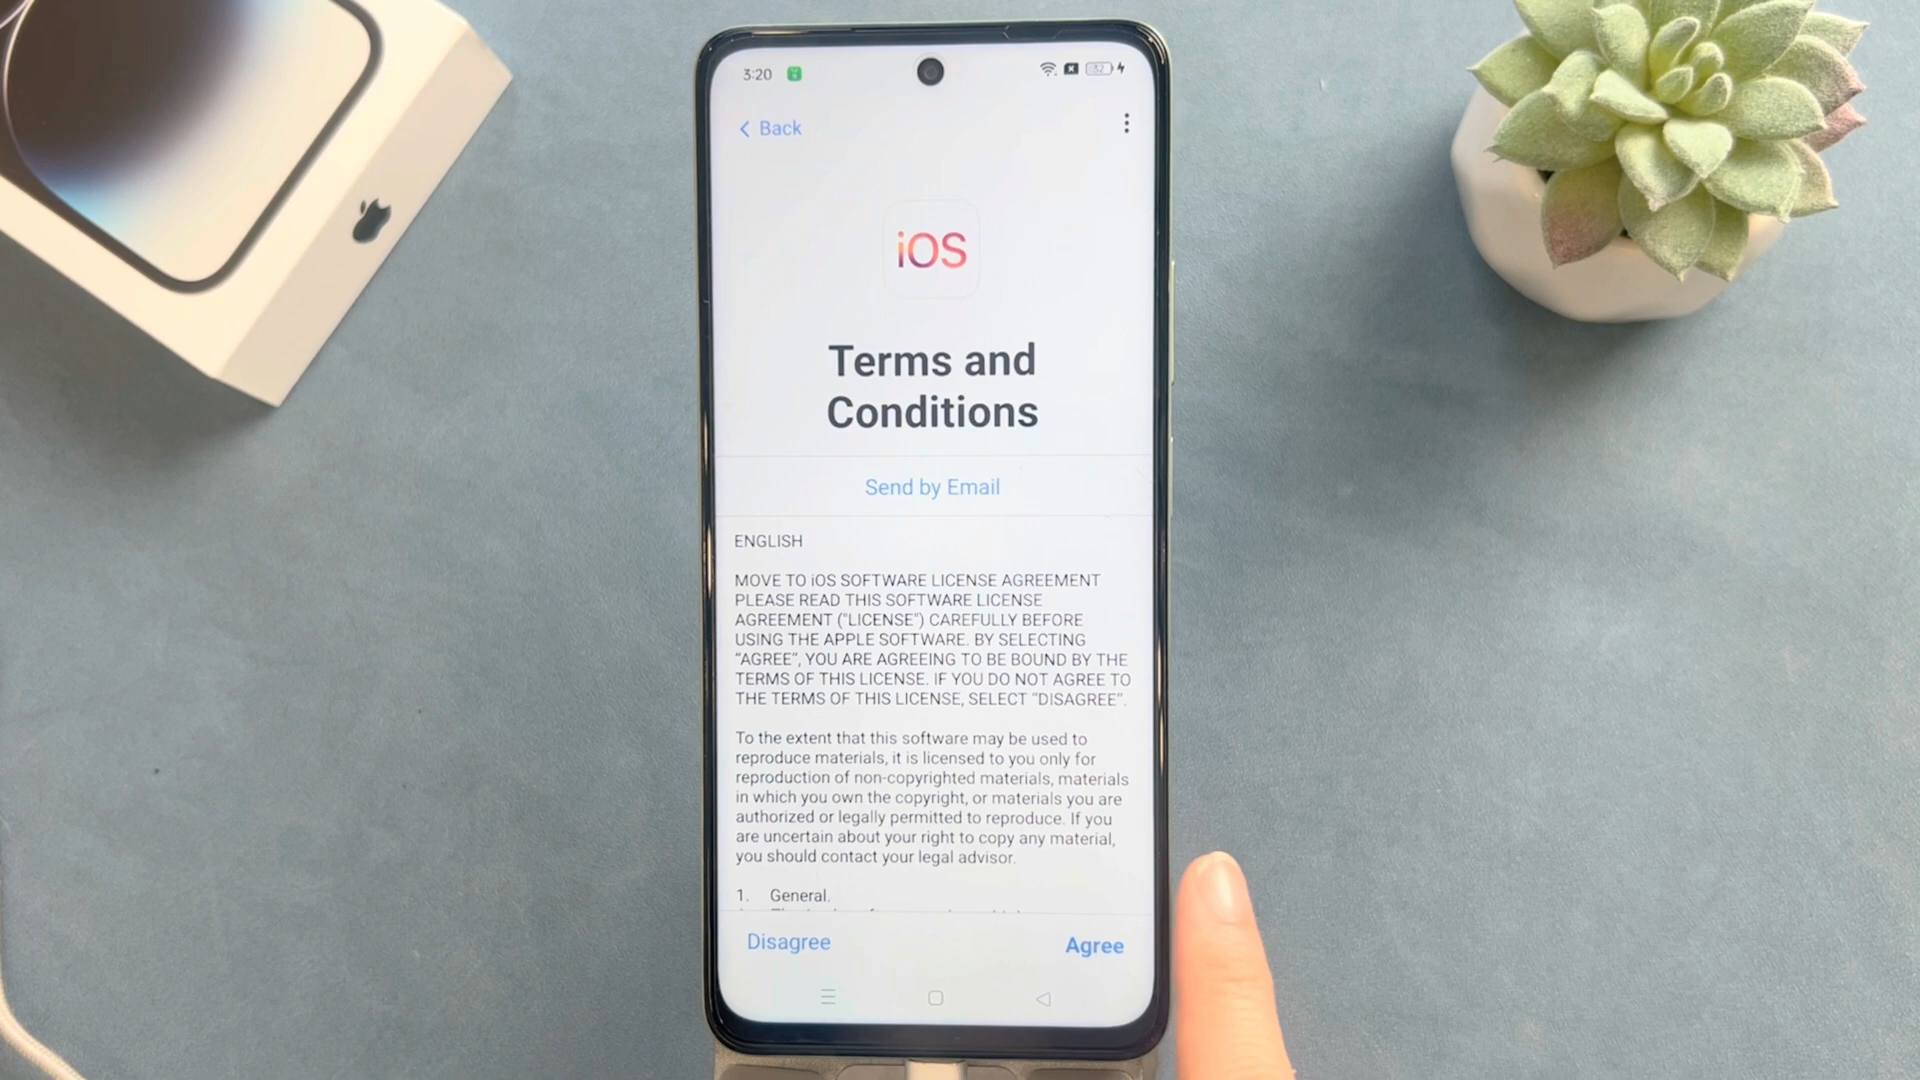 3:20
32
Back
iOS
Terms and
Conditions
Send by Email
ENGLISH
MOVE TO iOS SOFTWARE LICENSE AGREEMENT
PLEASE READ THIS SOFTWARE LICENSE
AGREEMENT ("LICENSE") CAREFULLY BEFORE
USING THE APPLE SOFTWARE. BY SELECTING
“AGREE”, YOU ARE AGREEING TO BE BOUND BY THE
TERMS OF THIS LICENSE. IF YOU DO NOT AGREE TO
THE TERMS OF THIS LICENSE, SELECT “DISAGREE”.
To the extent that this software may be used to
reproduce materials, it is licensed to you only for
reproduction of non-copyrighted materials, materials
in which you own the copyright, or materials you are
authorized or legally permitted to reproduce. If you
are uncertain about your right to copy any material,
you should contact your legal advisor.
1. General.
Disagree
Agree